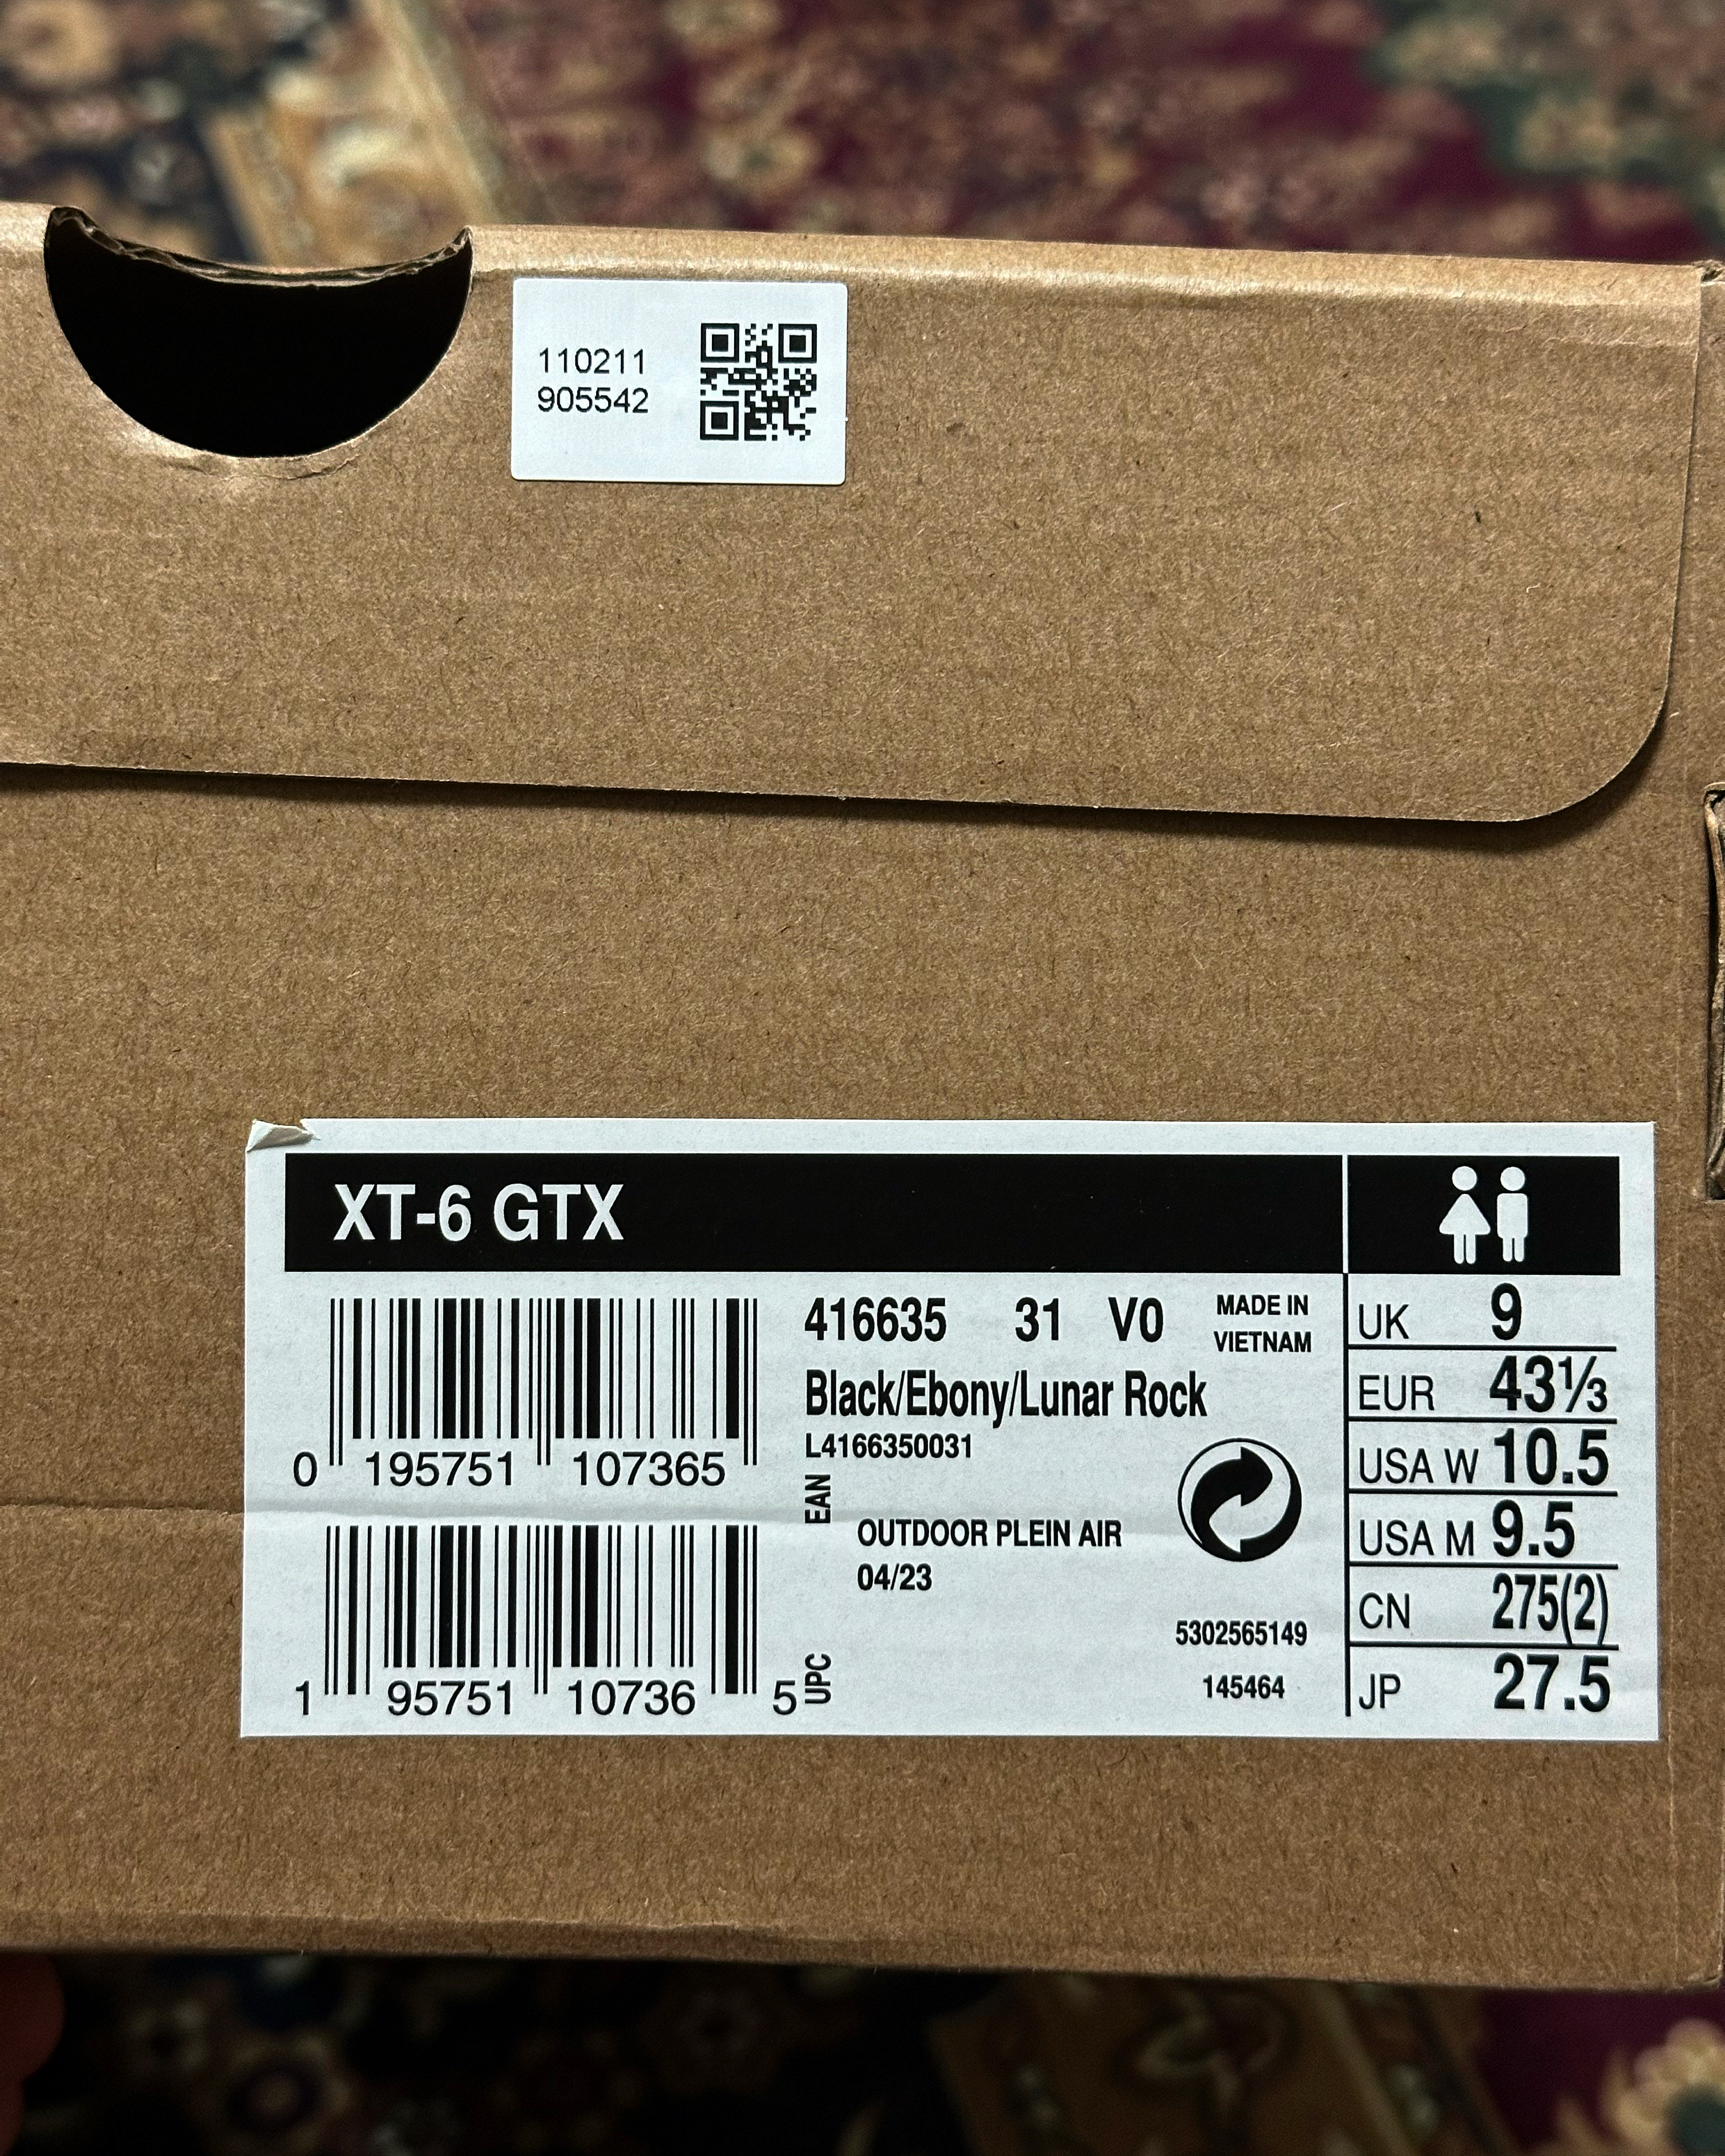 110211
905542
XT-6 GTX
416635 31 V0
MADE IN
VIETNAM
Black/Ebony/Lunar Rock
L4166350031
0 195751 107365
EAN
OUTDOOR PLEIN AIR
04/23
5302565149
145464
1 95751 10736 5
UPC
UK 9
EUR 43⅓
USA W 10.5
USA M 9.5
CN 275(2)
JP 27.5